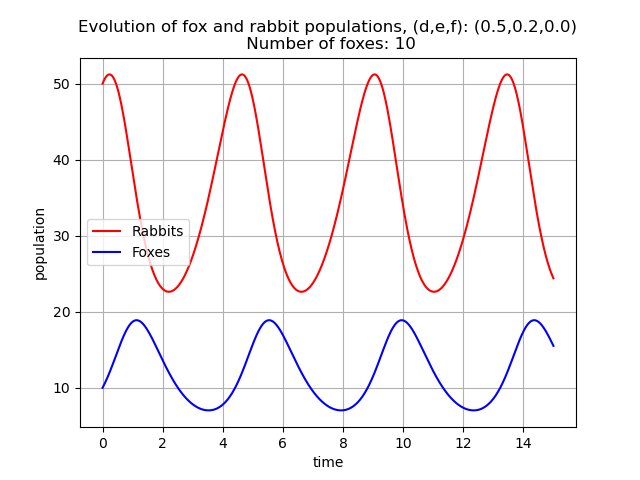 Evolution of fox and rabbit populations, (d,e,f): (0.5,0.2,0.0)
Number of foxes: 10
50
40
30
20
10
population
Rabbits
Foxes
0 2 4 6 8 10 12 14
time